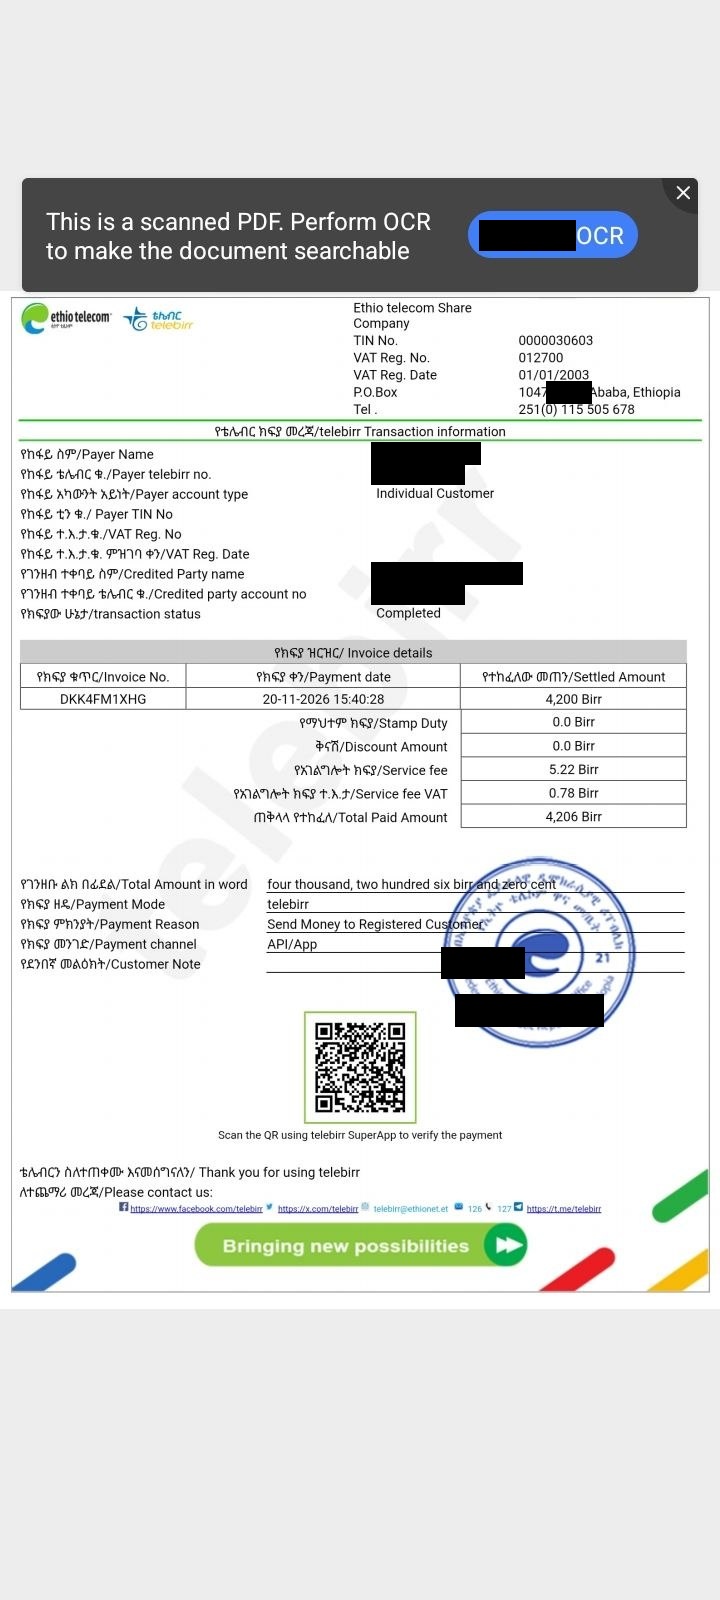 This is a scanned PDF. Perform OCR
to make the document searchable
OCR
ethio telecom
ኢትዮ ቴሌኮም
ቴሌብር
telebirr
Ethio telecom Share
Company
TIN No. 0000030603
VAT Reg. No. 012700
VAT Reg. Date 01/01/2003
P.O.Box 1047 Ababa, Ethiopia
Tel . 251(0) 115 505 678
የቴሌብር ክፍያ መረጃ/telebirr Transaction information
የከፋይ ስም/Payer Name
የከፋይ ቴሌብር ቁ./Payer telebirr no.
የከፋይ አካውንት አይነት/Payer account type Individual Customer
የከፋይ ቲን ቁ./ Payer TIN No
የከፋይ ተ.እ.ታ.ቁ./VAT Reg. No
የከፋይ ተ.እ.ታ.ቁ. ምዝገባ ቀን/VAT Reg. Date
የገንዘብ ተቀባይ ስም/Credited Party name
የገንዘብ ተቀባይ ቴሌብር ቁ./Credited party account no
የክፍያው ሁኔታ/transaction status Completed
የክፍያ ዝርዝር/ Invoice details
የክፍያ ቁጥር/Invoice No. የክፍያ ቀን/Payment date የተከፈለው መጠን/Settled Amount
DKK4FM1XHG 20-11-2026 15:40:28 4,200 Birr
የማህተም ክፍያ/Stamp Duty 0.0 Birr
ቅናሽ/Discount Amount 0.0 Birr
የአገልግሎት ክፍያ/Service fee 5.22 Birr
የአገልግሎት ክፍያ ተ.እ.ታ/Service fee VAT 0.78 Birr
ጠቅላላ የተከፈለ/Total Paid Amount 4,206 Birr
telebirr
የገንዘቡ ልክ በፊደል/Total Amount in word four thousand, two hundred six birr and zero cent
የክፍያ ዘዴ/Payment Mode telebirr
የክፍያ ምክንያት/Payment Reason Send Money to Registered Customer
የክፍያ መንገድ/Payment channel API/App
የደንበኛ መልዕክት/Customer Note
21
Scan the QR using telebirr SuperApp to verify the payment
ቴሌብርን ስለተጠቀሙ እናመሰግናለን/ Thank you for using telebirr
ለተጨማሪ መረጃ/Please contact us:
https://www.facebook.com/telebirr https://x.com/telebirr telebirr@ethionet.et 126 127 https://t.me/telebirr
Bringing new possibilities